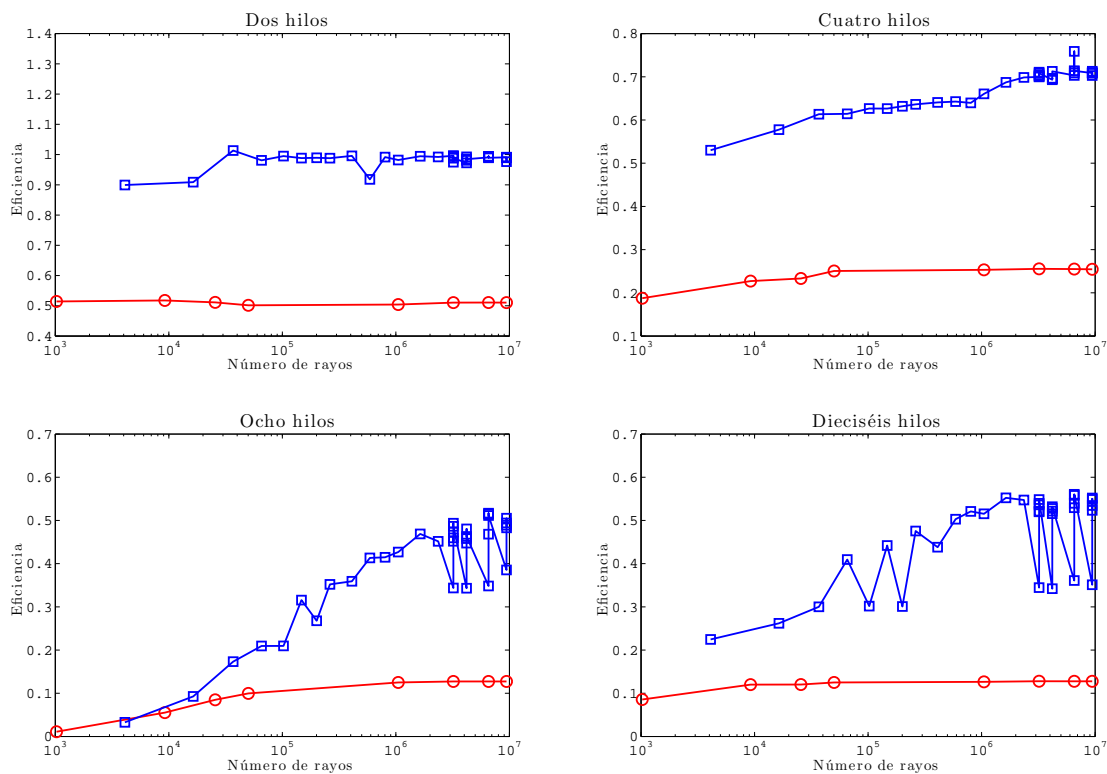 Dos hilos
1.4
1.3
1.2
1.1
1
0.9
0.8
0.7
0.6
0.5
0.4
Eficiencia
10³ 10⁴ 10⁵ 10⁶ 10⁷
Número de rayos
Cuatro hilos
0.8
0.7
0.6
0.5
0.4
0.3
0.2
0.1
Eficiencia
10³ 10⁴ 10⁵ 10⁶ 10⁷
Número de rayos
Ocho hilos
0.7
0.6
0.5
0.4
0.3
0.2
0.1
0
Eficiencia
10³ 10⁴ 10⁵ 10⁶ 10⁷
Número de rayos
Dieciséis hilos
0.7
0.6
0.5
0.4
0.3
0.2
0.1
0
Eficiencia
10³ 10⁴ 10⁵ 10⁶ 10⁷
Número de rayos